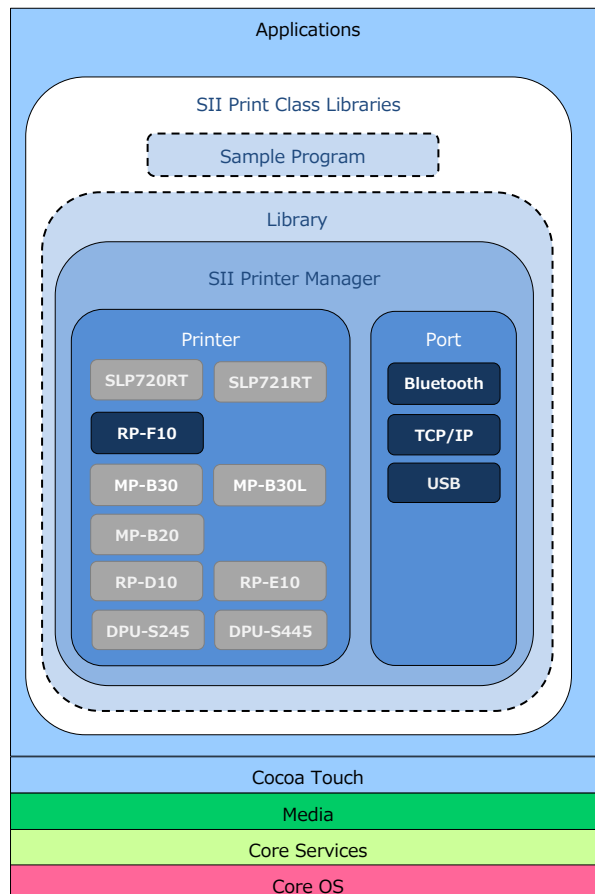 Applications
SII Print Class Libraries
Sample Program
Library
SII Printer Manager
Printer
SLP720RT
SLP721RT
RP-F10
MP-B30
MP-B30L
MP-B20
RP-D10
RP-E10
DPU-S245
DPU-S445
Port
Bluetooth
TCP/IP
USB
Cocoa Touch
Media
Core Services
Core OS